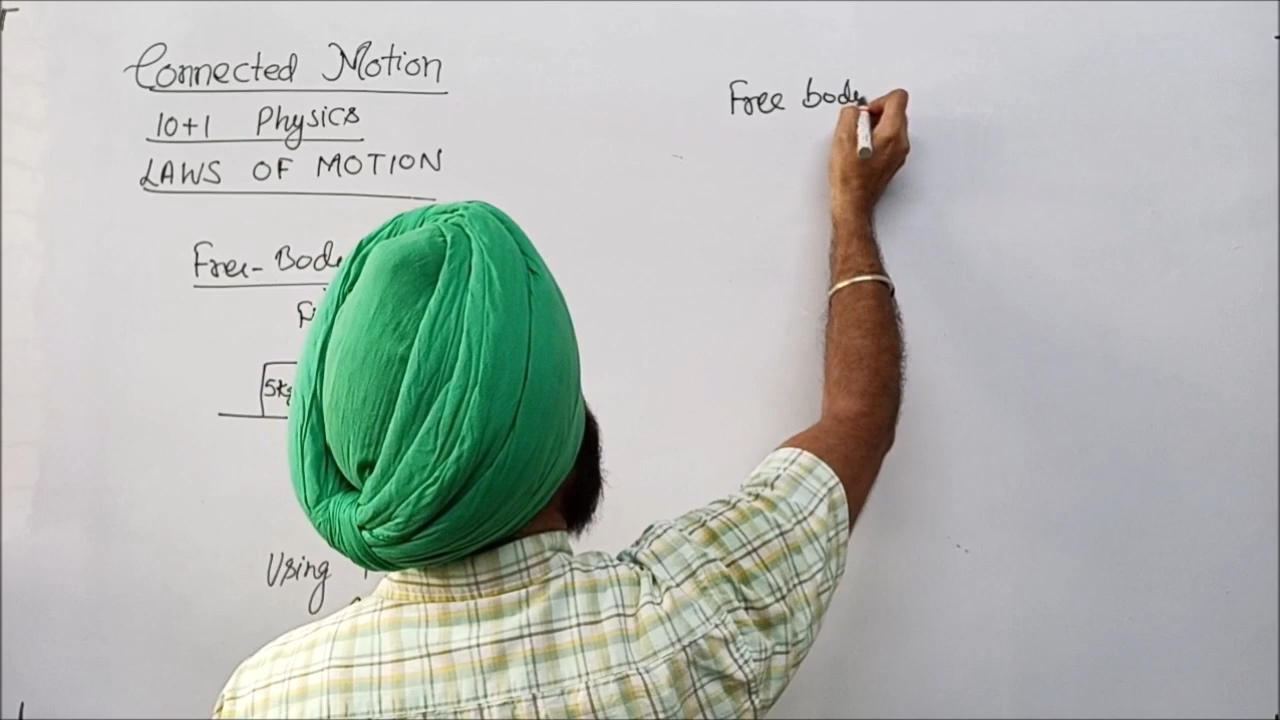 Connected Motion
10+1 Physics
LAWS OF MOTION
Free body
Free-Body
5kg
Using